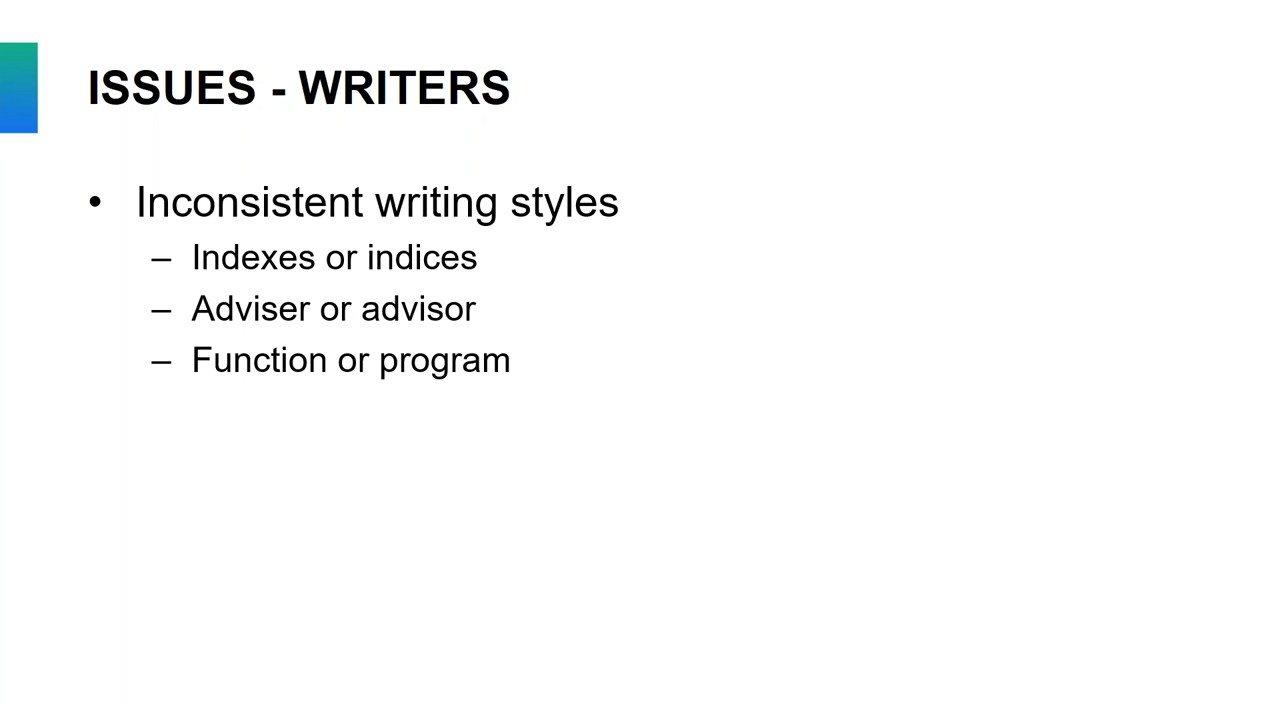 ISSUES - WRITERS
• Inconsistent writing styles
– Indexes or indices
– Adviser or advisor
– Function or program